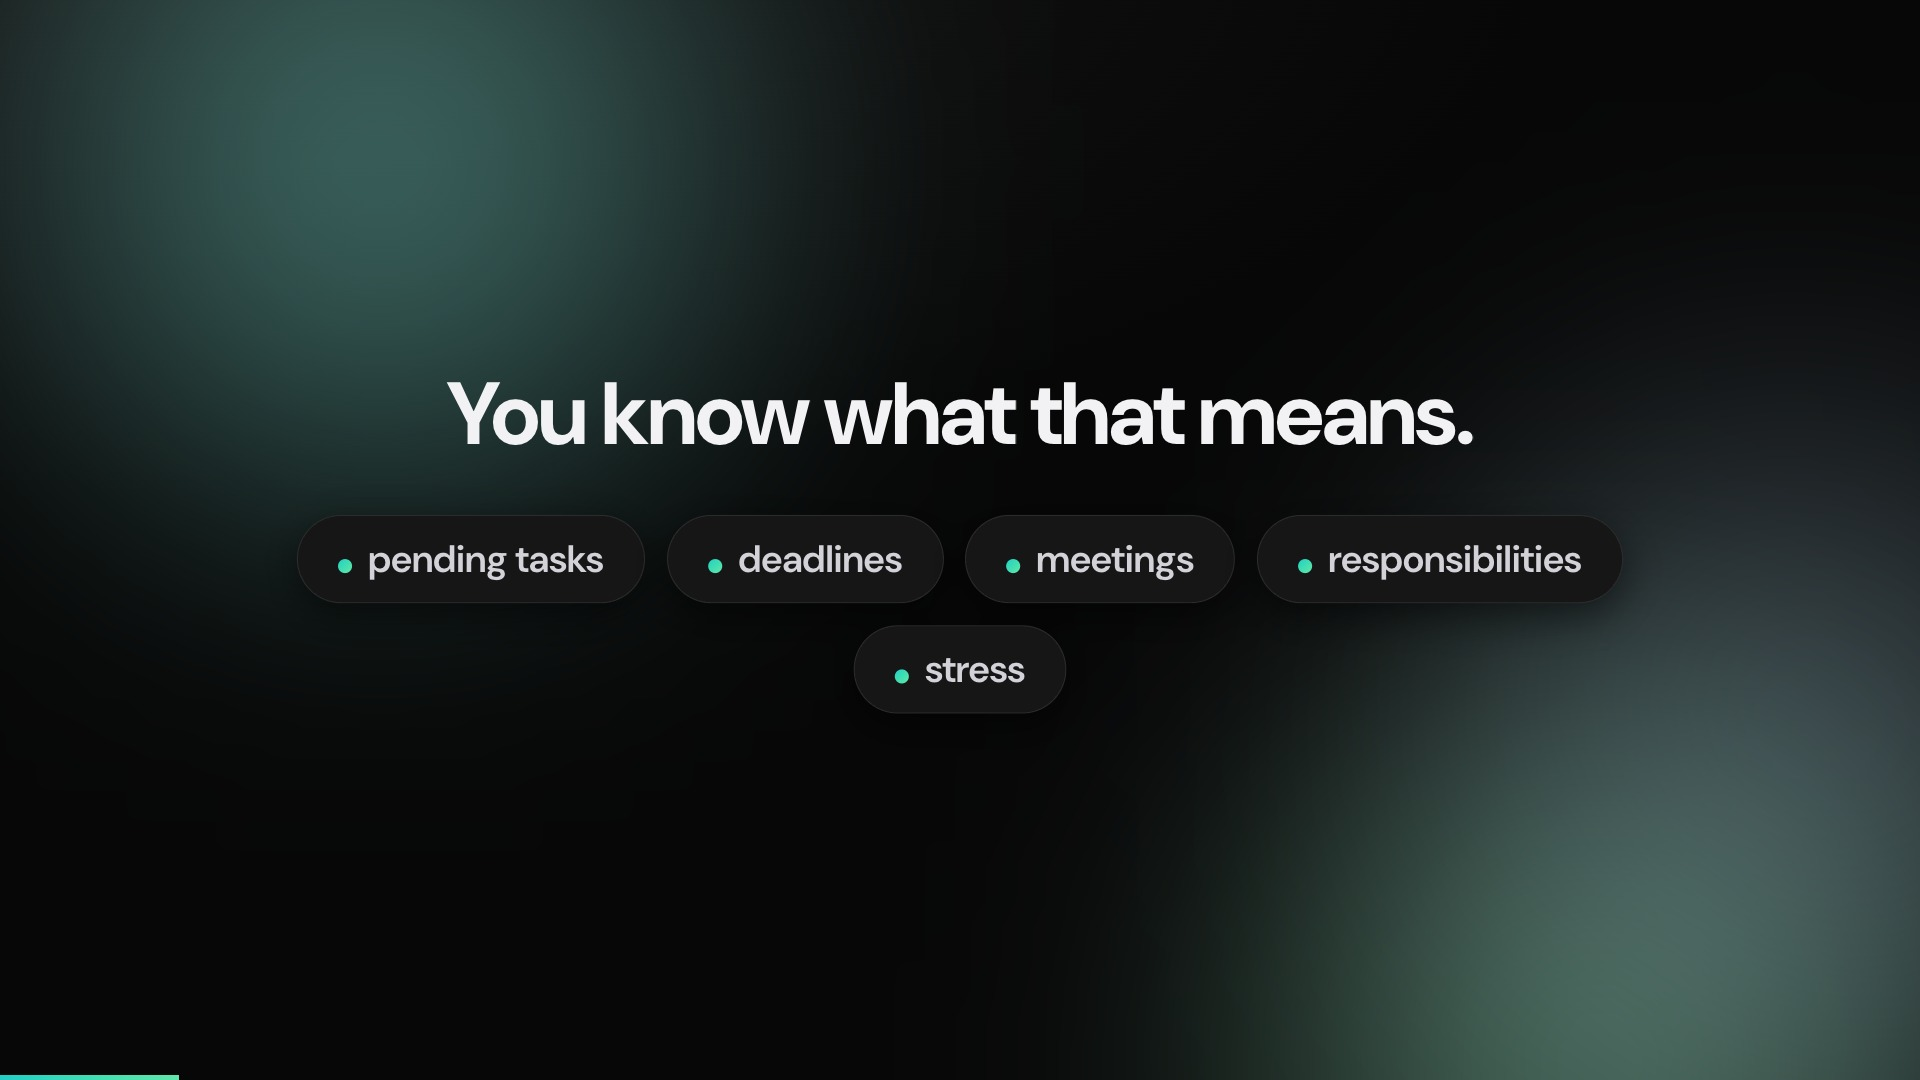 You know what that means.
pending tasks
deadlines
meetings
responsibilities
stress